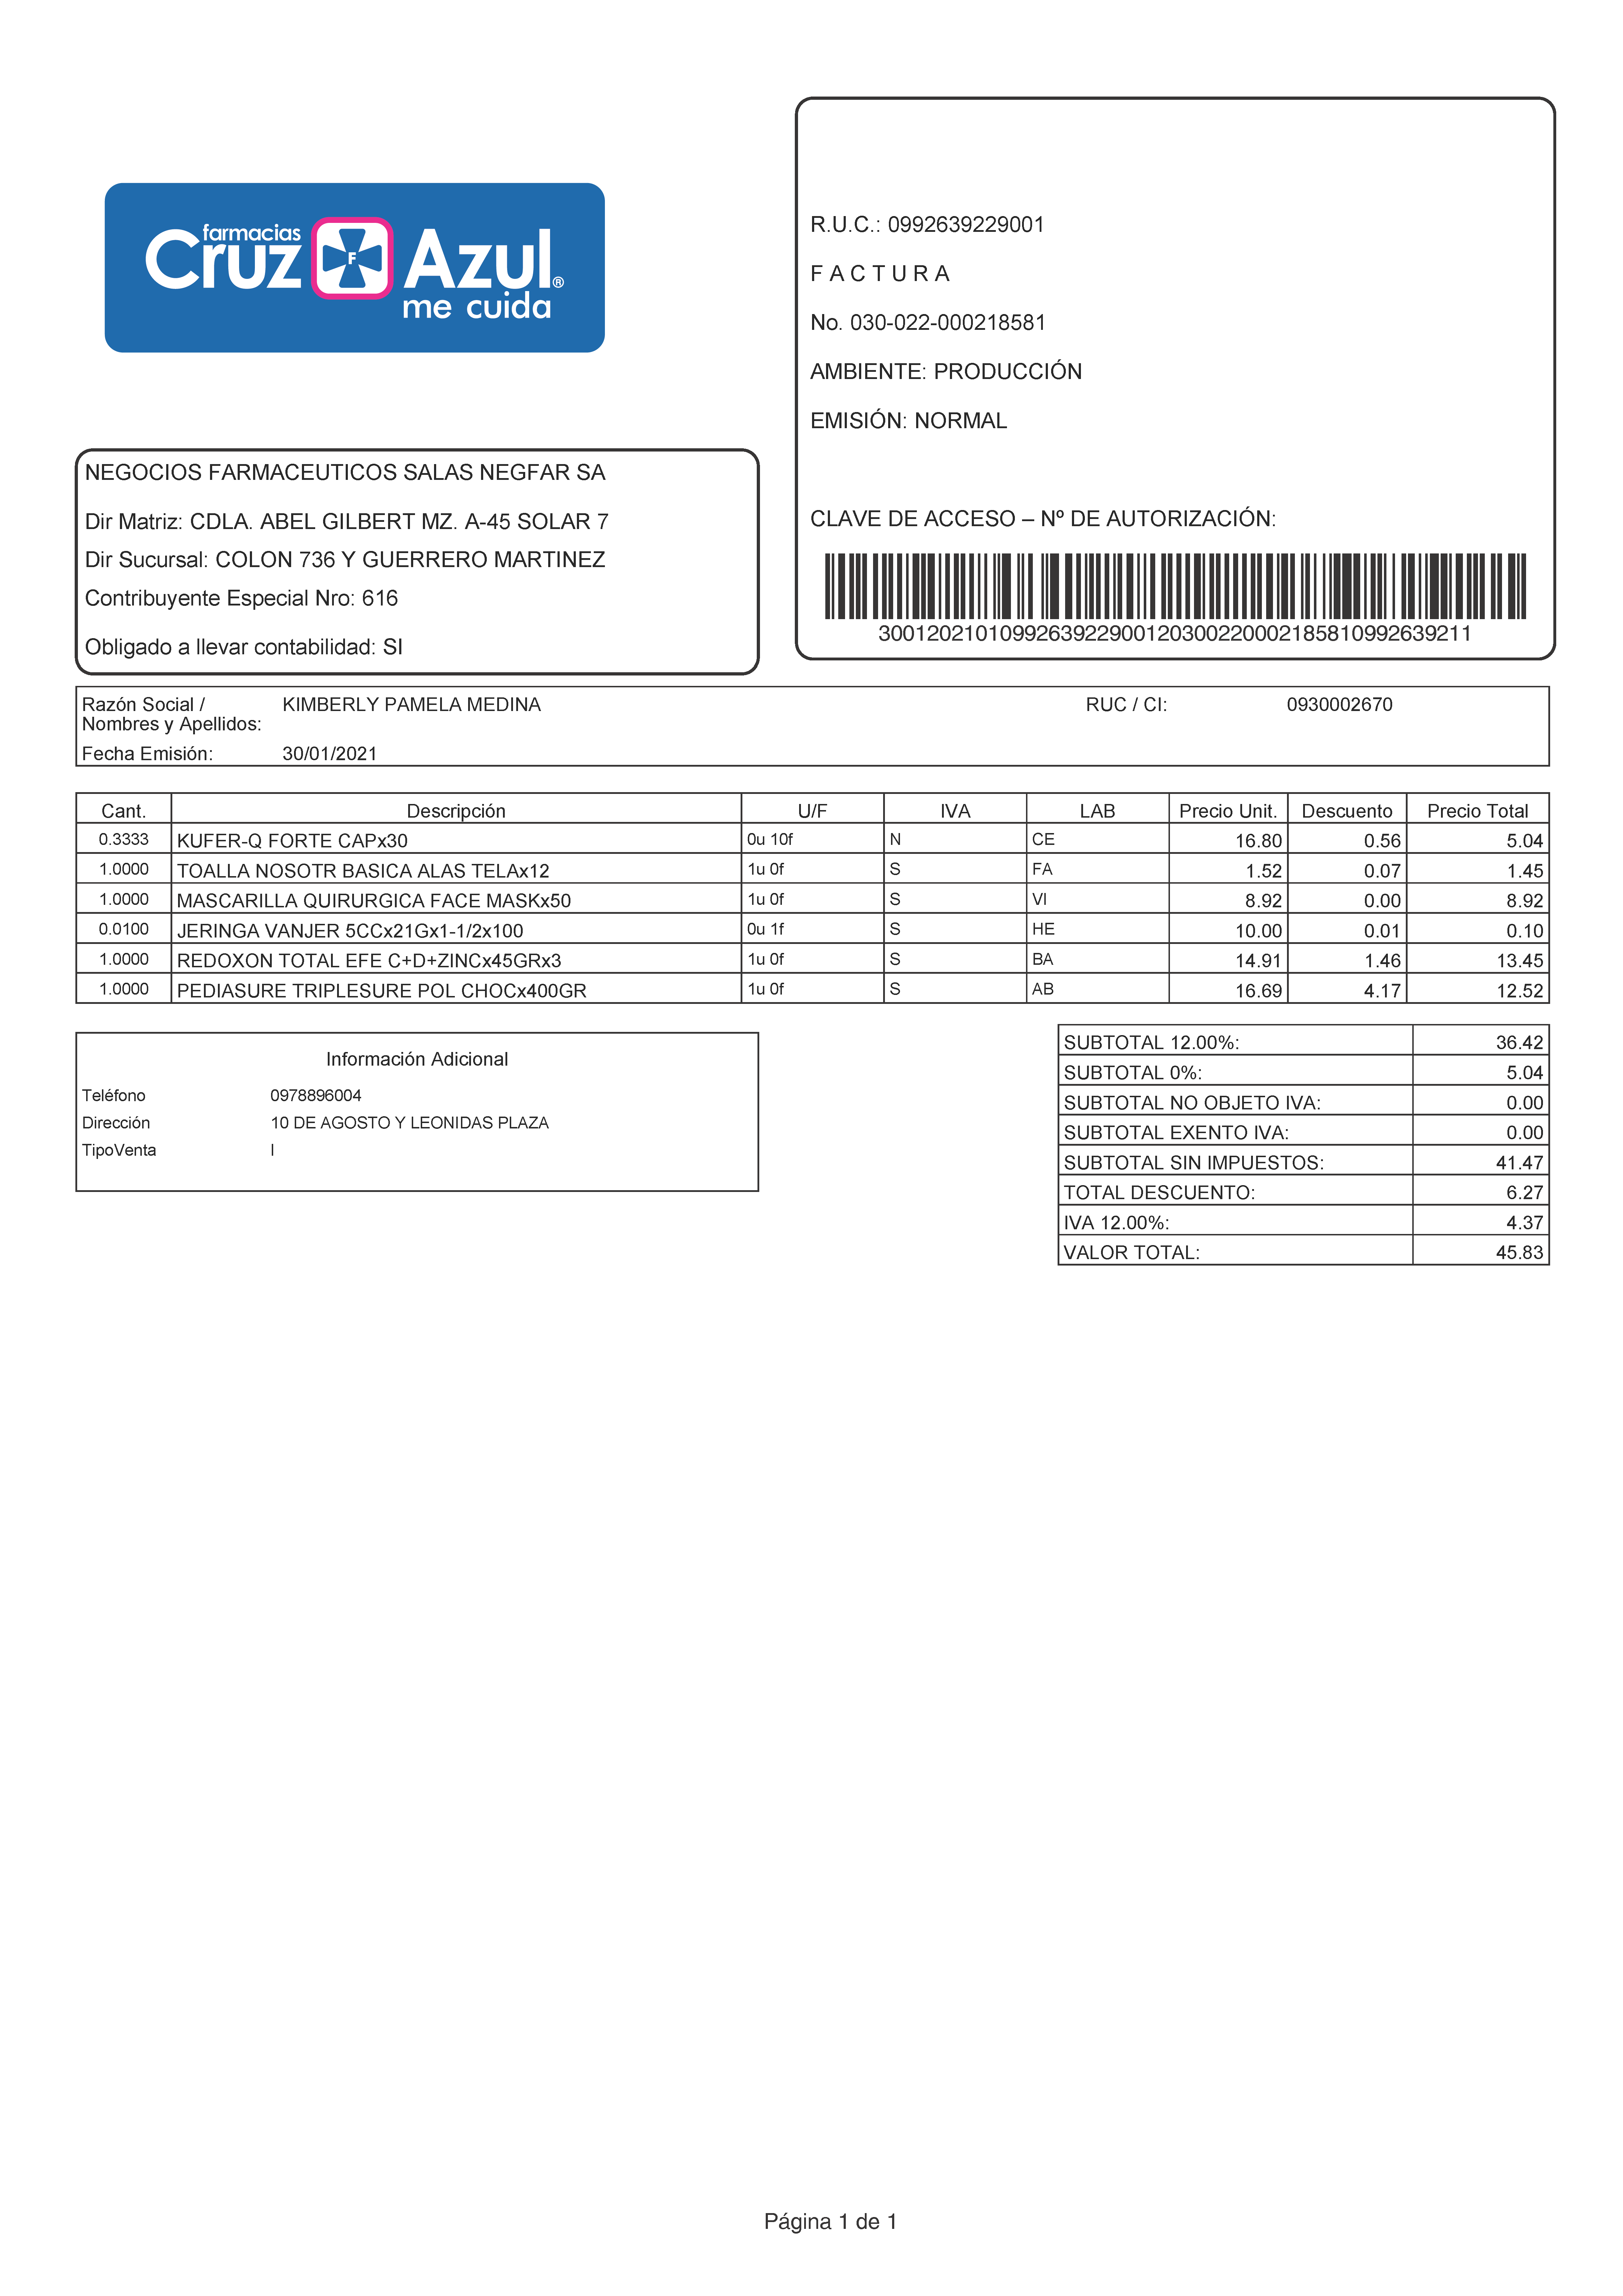 farmacias
Cruz F Azul®
me cuida
R.U.C.: 0992639229001
F A C T U R A
No. 030-022-000218581
AMBIENTE: PRODUCCIÓN
EMISIÓN: NORMAL
CLAVE DE ACCESO – Nº DE AUTORIZACIÓN:
3001202101099263922900120300220002185810992639211
NEGOCIOS FARMACEUTICOS SALAS NEGFAR SA
Dir Matriz: CDLA. ABEL GILBERT MZ. A-45 SOLAR 7
Dir Sucursal: COLON 736 Y GUERRERO MARTINEZ
Contribuyente Especial Nro: 616
Obligado a llevar contabilidad: SI
Razón Social / KIMBERLY PAMELA MEDINA RUC / CI: 0930002670
Nombres y Apellidos:
Fecha Emisión: 30/01/2021
Cant. Descripción U/F IVA LAB Precio Unit. Descuento Precio Total
0.3333 KUFER-Q FORTE CAPx30 0u 10f N CE 16.80 0.56 5.04
1.0000 TOALLA NOSOTR BASICA ALAS TELAx12 1u 0f S FA 1.52 0.07 1.45
1.0000 MASCARILLA QUIRURGICA FACE MASKx50 1u 0f S VI 8.92 0.00 8.92
0.0100 JERINGA VANJER 5CCx21Gx1-1/2x100 0u 1f S HE 10.00 0.01 0.10
1.0000 REDOXON TOTAL EFE C+D+ZINCx45GRx3 1u 0f S BA 14.91 1.46 13.45
1.0000 PEDIASURE TRIPLESURE POL CHOCx400GR 1u 0f S AB 16.69 4.17 12.52
Información Adicional
Teléfono 0978896004
Dirección 10 DE AGOSTO Y LEONIDAS PLAZA
TipoVenta I
SUBTOTAL 12.00%: 36.42
SUBTOTAL 0%: 5.04
SUBTOTAL NO OBJETO IVA: 0.00
SUBTOTAL EXENTO IVA: 0.00
SUBTOTAL SIN IMPUESTOS: 41.47
TOTAL DESCUENTO: 6.27
IVA 12.00%: 4.37
VALOR TOTAL: 45.83
Página 1 de 1